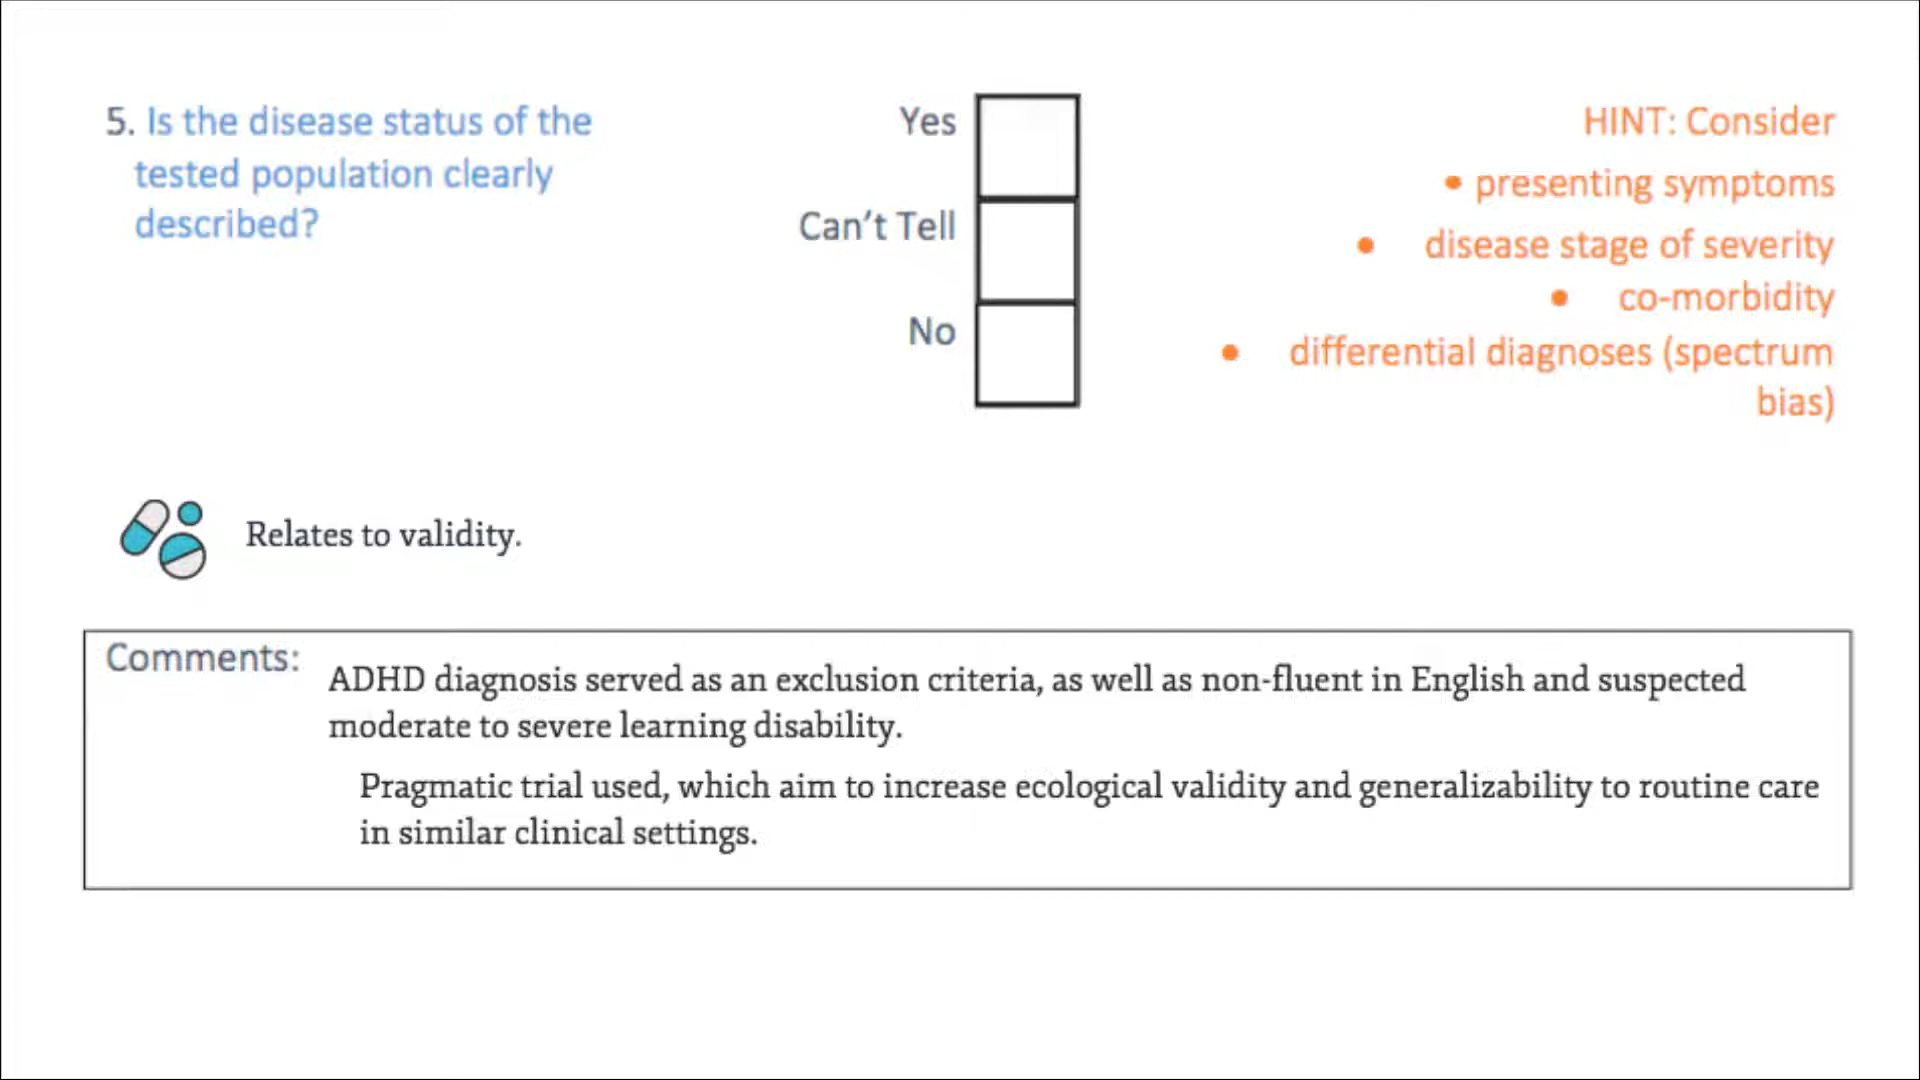 5. Is the disease status of the
tested population clearly
described?
Yes
Can't Tell
No
HINT: Consider
• presenting symptoms
• disease stage of severity
• co-morbidity
• differential diagnoses (spectrum
bias)
Relates to validity.
Comments:
ADHD diagnosis served as an exclusion criteria, as well as non-fluent in English and suspected
moderate to severe learning disability.
Pragmatic trial used, which aim to increase ecological validity and generalizability to routine care
in similar clinical settings.